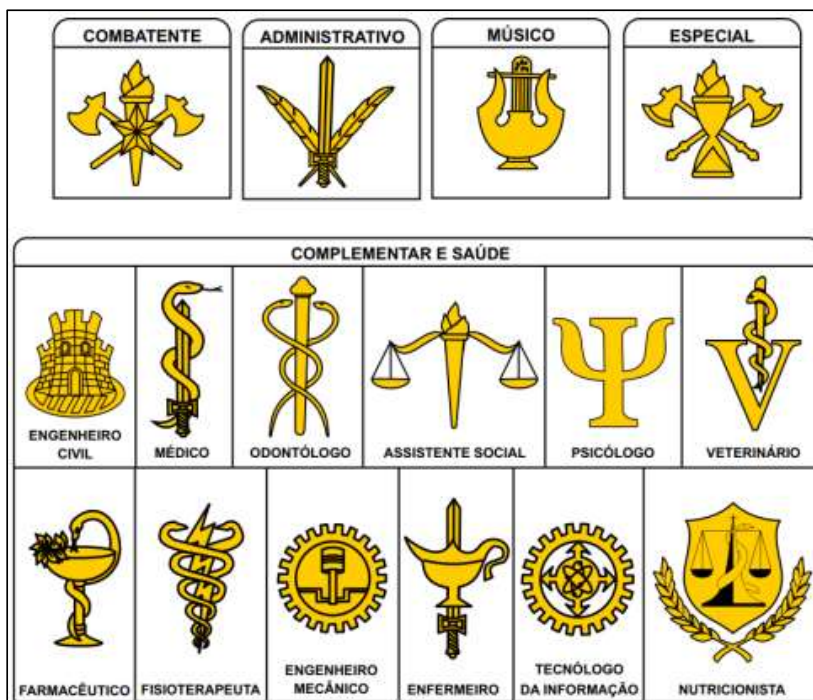 COMBATENTE
ADMINISTRATIVO
MÚSICO
ESPECIAL
COMPLEMENTAR E SAÚDE
ENGENHEIRO
CIVIL
MÉDICO
ODONTÓLOGO
ASSISTENTE SOCIAL
PSICÓLOGO
VETERINÁRIO
FARMACÊUTICO
FISIOTERAPEUTA
ENGENHEIRO
MECÂNICO
ENFERMEIRO
TECNÓLOGO
DA INFORMAÇÃO
NUTRICIONISTA